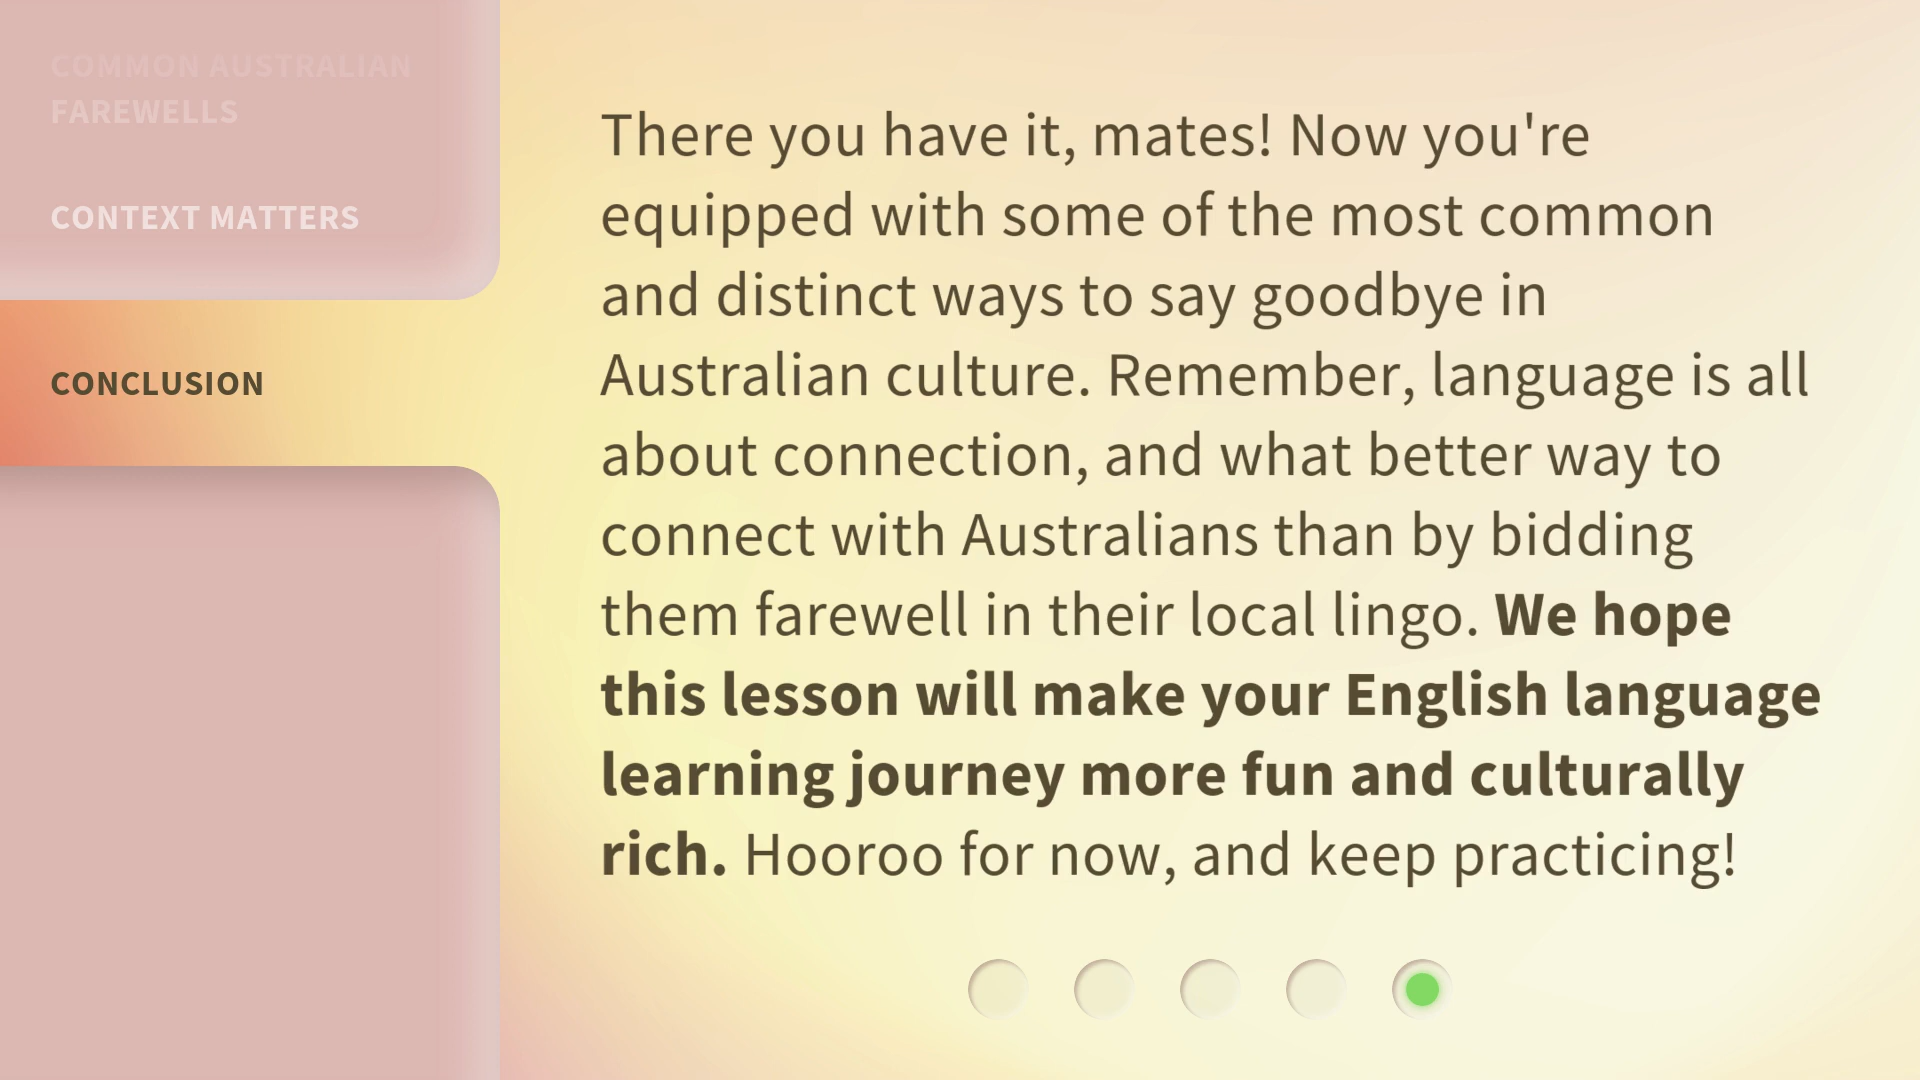 COMMON AUSTRALIAN
FAREWELLS
CONTEXT MATTERS
CONCLUSION
There you have it, mates! Now you're
equipped with some of the most common
and distinct ways to say goodbye in
Australian culture. Remember, language is all
about connection, and what better way to
connect with Australians than by bidding
them farewell in their local lingo. We hope
this lesson will make your English language
learning journey more fun and culturally
rich. Hooroo for now, and keep practicing!